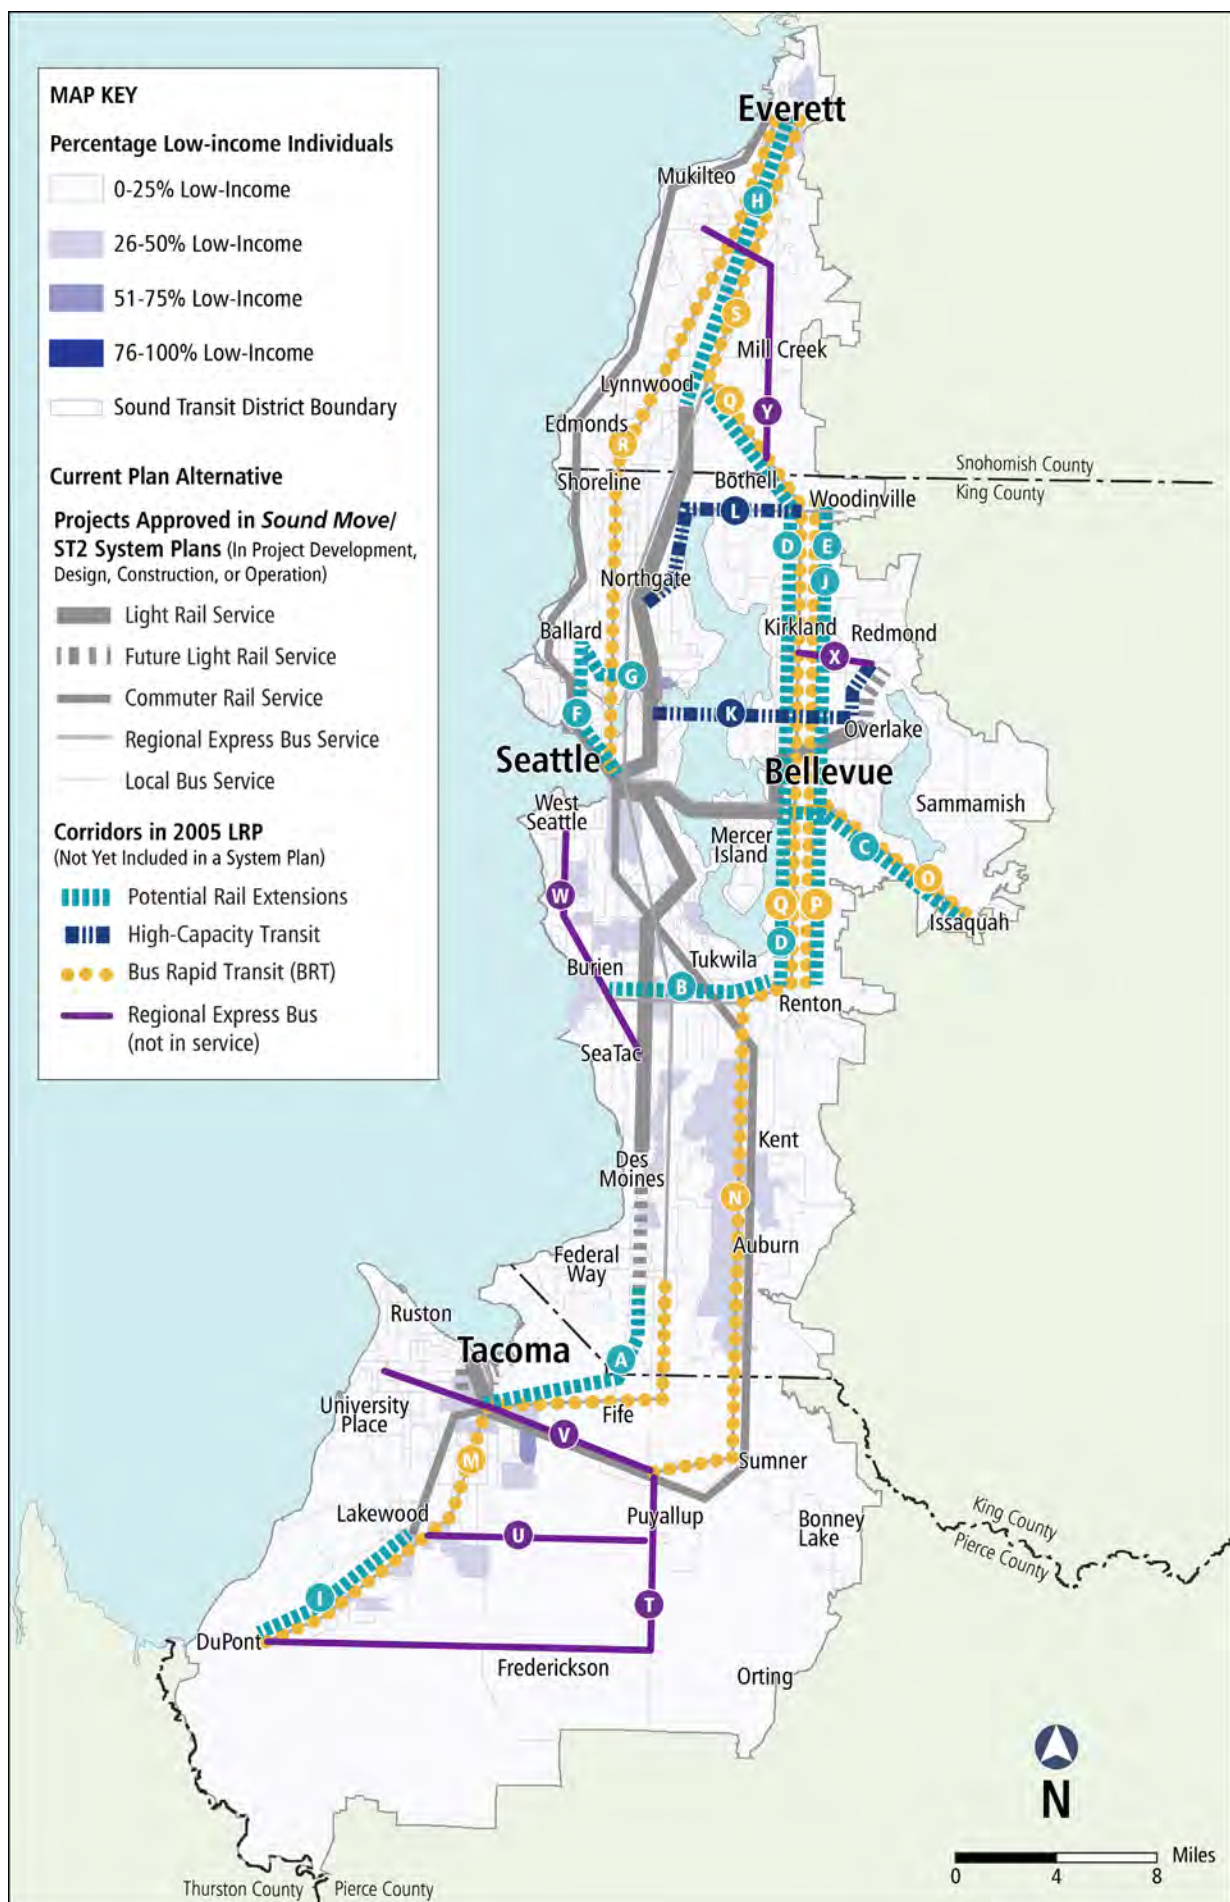 MAP KEY
Percentage Low-income Individuals
0-25% Low-Income
26-50% Low-Income
51-75% Low-Income
76-100% Low-Income
Sound Transit District Boundary
Current Plan Alternative
Projects Approved in Sound Move/
ST2 System Plans (In Project Development,
Design, Construction, or Operation)
Light Rail Service
Future Light Rail Service
Commuter Rail Service
Regional Express Bus Service
Local Bus Service
Corridors in 2005 LRP
(Not Yet Included in a System Plan)
Potential Rail Extensions
High-Capacity Transit
Bus Rapid Transit (BRT)
Regional Express Bus
(not in service)
Everett
Mukilteo
H
S
Mill Creek
Lynnwood
Q
Y
Edmonds
R
Snohomish County
King County
Shoreline
Bothell
Woodinville
L
D
E
J
Northgate
Ballard
Kirkland
Redmond
X
G
F
K
Overlake
Seattle
Bellevue
West
Seattle
Sammamish
Mercer
Island
C
O
W
Q
P
Issaquah
D
Tukwila
Burien
B
Renton
SeaTac
Kent
Des
Moines
N
Auburn
Federal
Way
Ruston
Tacoma
A
University
Place
Fife
V
M
Sumner
Lakewood
Puyallup
Bonney
Lake
King County
Pierce County
U
I
T
DuPont
Frederickson
Orting
N
Miles
0
4
8
Thurston County
Pierce County